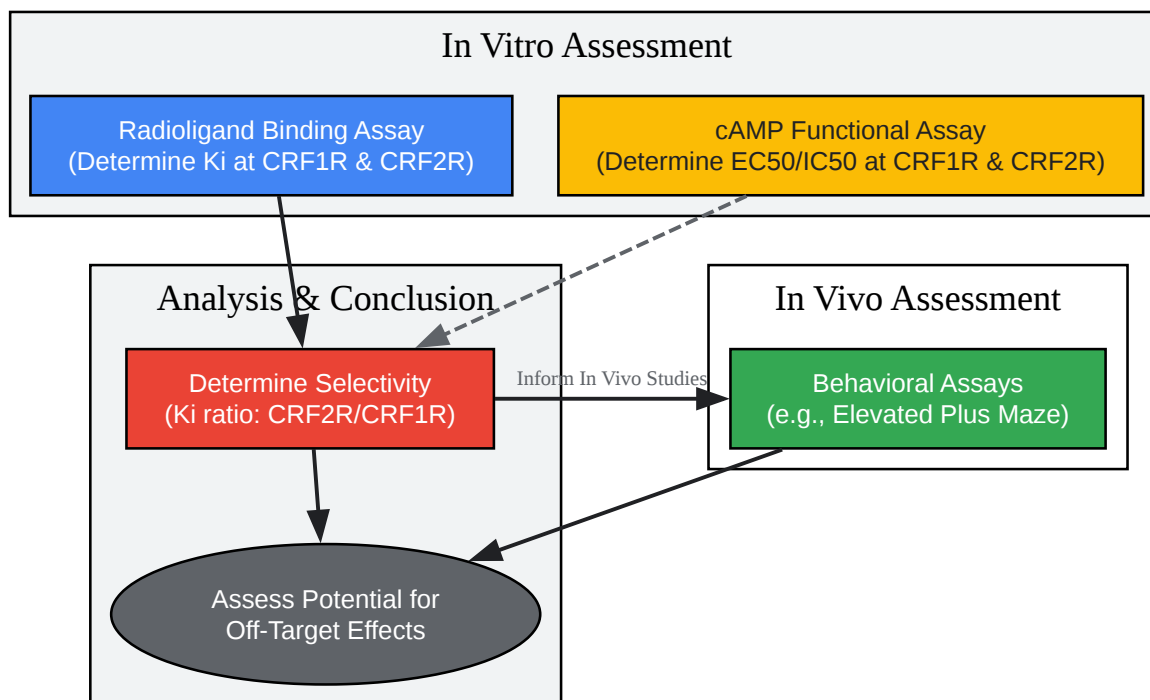 In Vitro Assessment
Radioligand Binding Assay
(Determine Ki at CRF1R & CRF2R)
cAMP Functional Assay
(Determine EC50/IC50 at CRF1R & CRF2R)
Analysis & Conclusion
In Vivo Assessment
Determine Selectivity
(Ki ratio: CRF2R/CRF1R)
Inform In Vivo Studies
Behavioral Assays
(e.g., Elevated Plus Maze)
Assess Potential for
Off-Target Effects